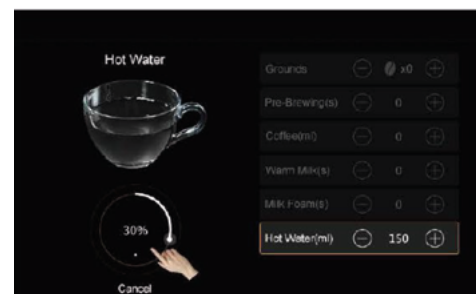 Hot Water
30%
Cancel
Grounds x0
Pre-Brewing(s) 0
Coffee(ml) 0
Warm Milk(s) 0
Milk Foam(s) 0
Hot Water(ml) 150